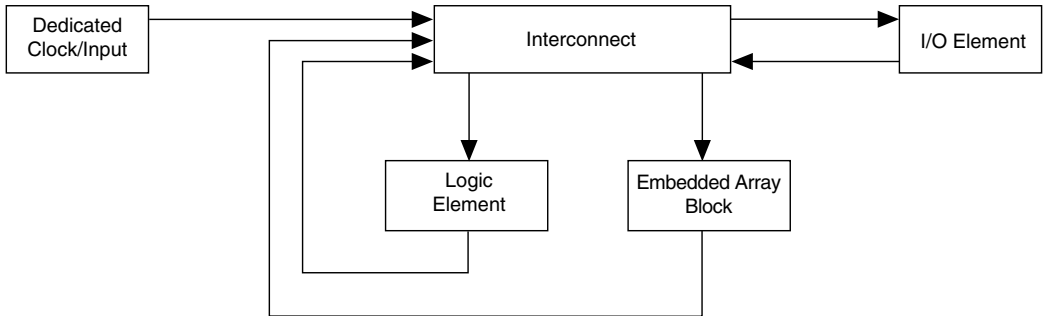 Dedicated
Clock/Input
Interconnect
I/O Element
Logic
Element
Embedded Array
Block